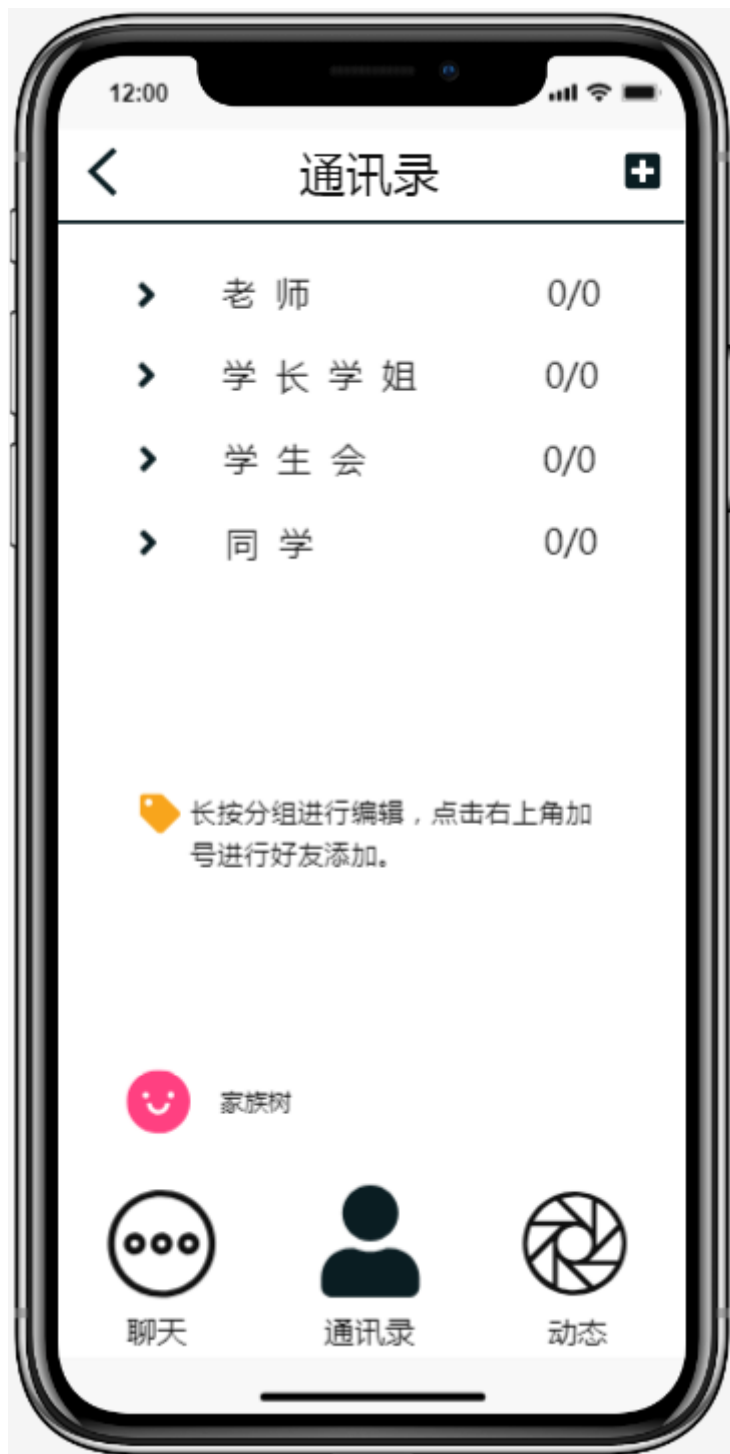 12:00
通讯录
老师 0/0
学长学姐 0/0
学生会 0/0
同学 0/0
长按分组进行编辑，点击右上角加
号进行好友添加。
家族树
聊天 通讯录 动态